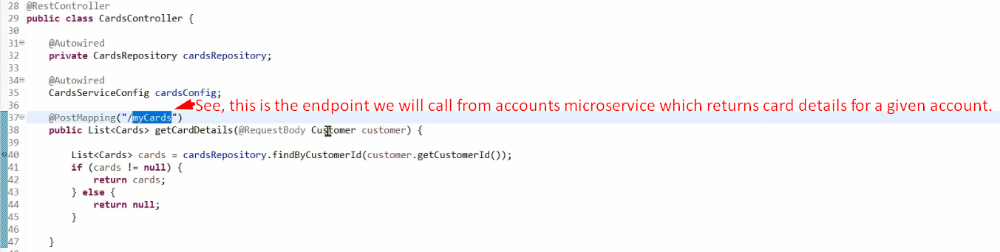 28 @RestController
29 public class CardsController {
30
31 @Autowired
32 private CardsRepository cardsRepository;
33
34 @Autowired
35 CardsServiceConfig cardsConfig;
36
See, this is the endpoint we will call from accounts microservice which returns card details for a given account.
37 @PostMapping("/myCards")
38 public List<Cards> getCardDetails(@RequestBody Customer customer) {
39
40 List<Cards> cards = cardsRepository.findByCustomerId(customer.getCustomerId());
41 if (cards != null) {
42 return cards;
43 } else {
44 return null;
45 }
46
47 }